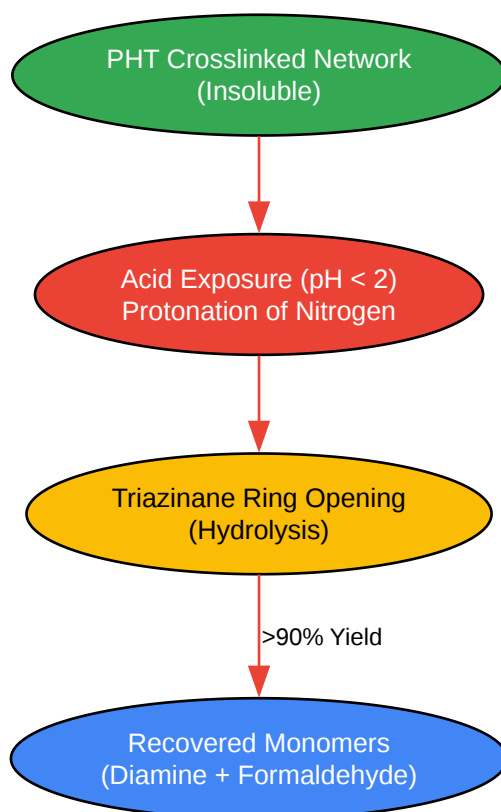 PHT Crosslinked Network
(Insoluble)
Acid Exposure (pH < 2)
Protonation of Nitrogen
Triazinane Ring Opening
(Hydrolysis)
>90% Yield
Recovered Monomers
(Diamine + Formaldehyde)